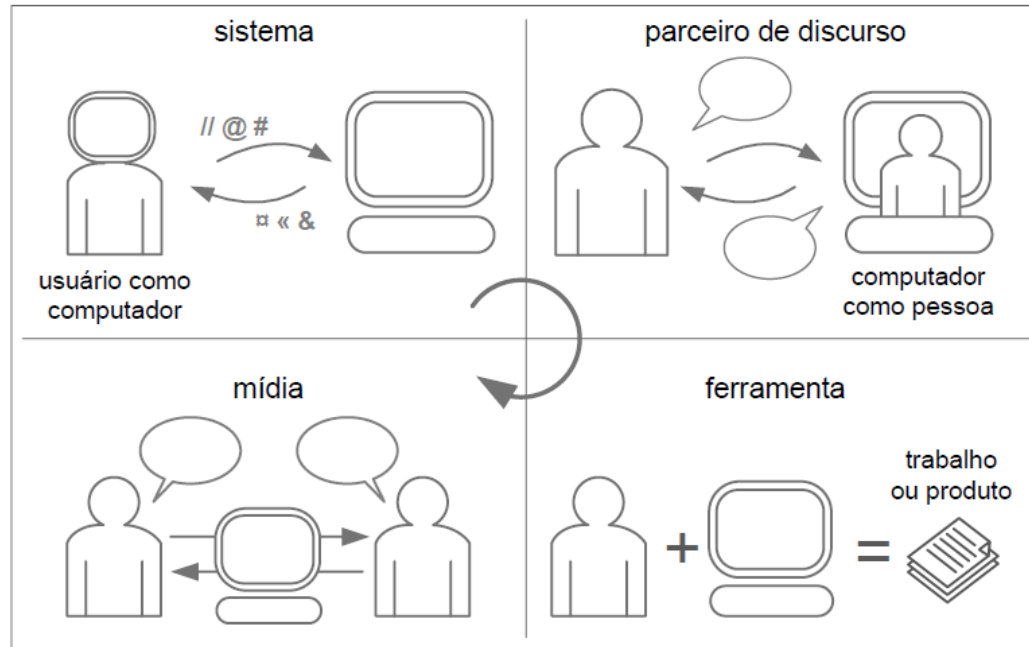 sistema
// @ #
¤ « &
usuário como
computador
parceiro de discurso
computador
como pessoa
mídia
ferramenta
+
=
trabalho
ou produto